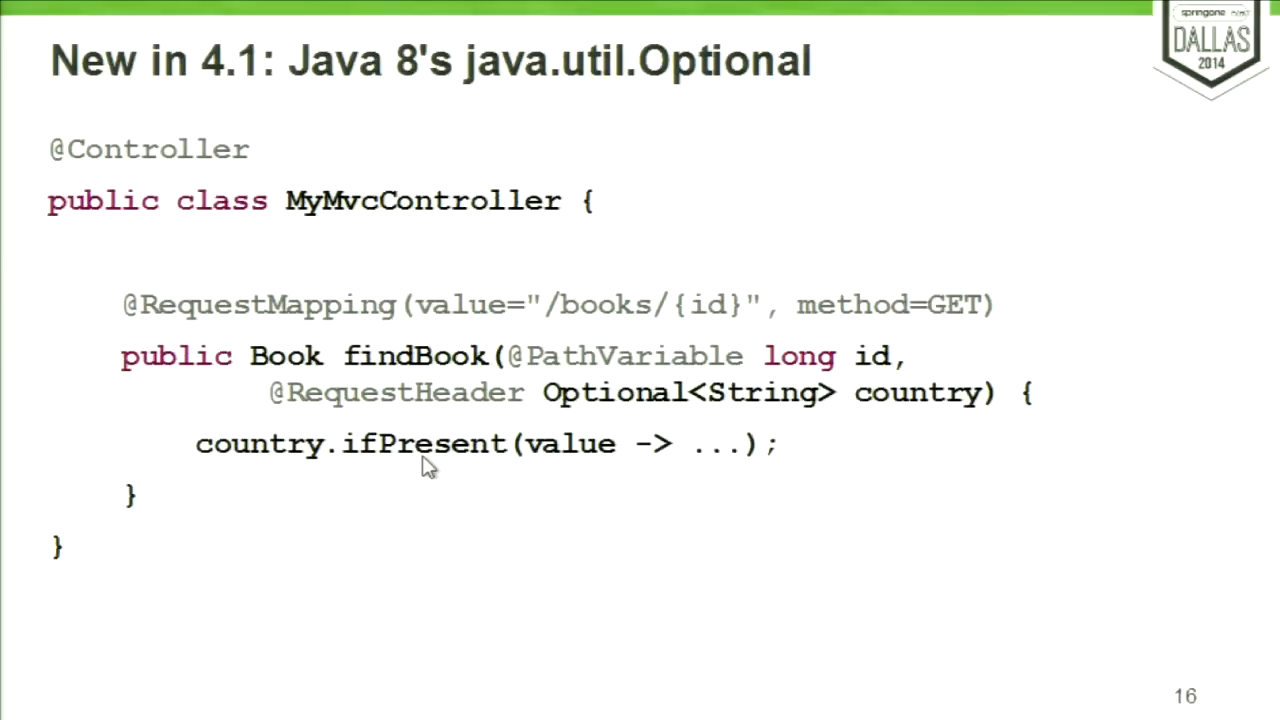 New in 4.1: Java 8's java.util.Optional
springone
DALLAS
2014
@Controller
public class MyMvcController {
@RequestMapping(value="/books/{id}", method=GET)
public Book findBook(@PathVariable long id,
@RequestHeader Optional<String> country) {
country.ifPresent(value -> ...);
}
}
16